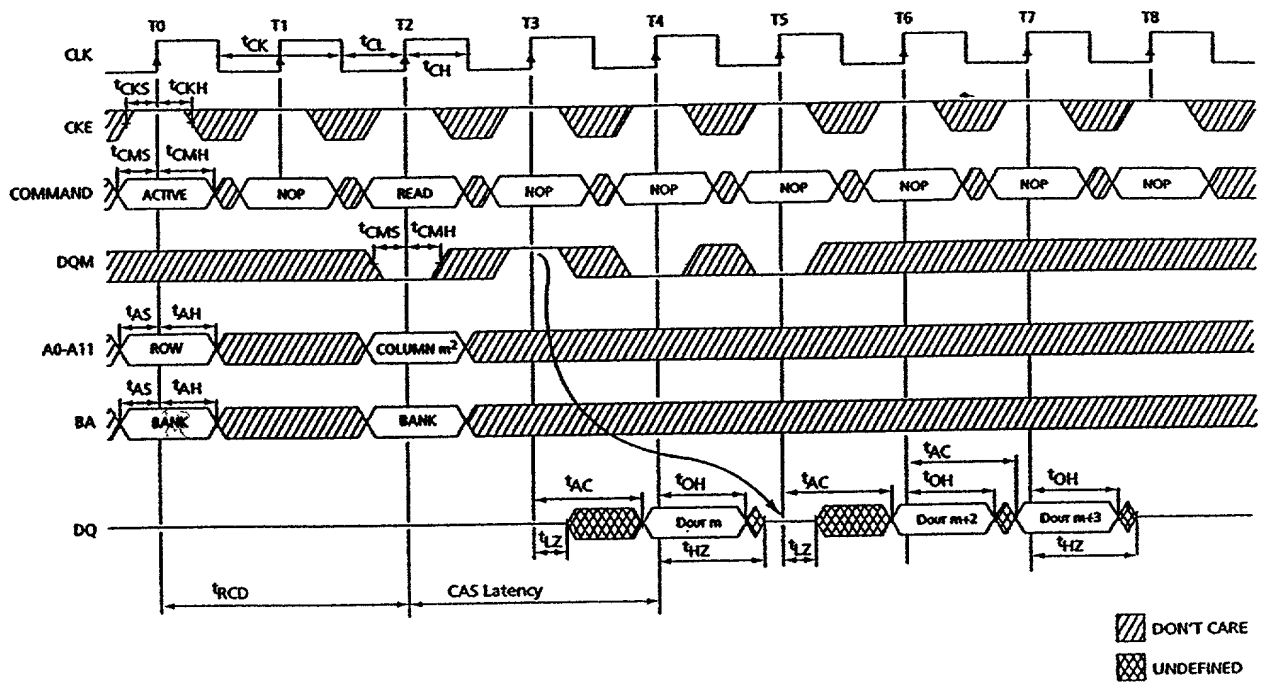 T0 T1 T2 T3 T4 T5 T6 T7 T8
CLK
tCK tCL
tCH
tCKS tCKH
CKE
tCMS tCMH
COMMAND ACTIVE NOP READ NOP NOP NOP NOP NOP NOP
tCMS tCMH
DQM
tAS tAH
A0-A11 ROW COLUMN m²
tAS tAH
BA BANK BANK
tAC
tAC tOH tAC tOH tOH
DQ DOUT m DOUT m+2 DOUT m+3
tLZ tHZ tLZ tHZ
tRCD CAS Latency
DON'T CARE
UNDEFINED